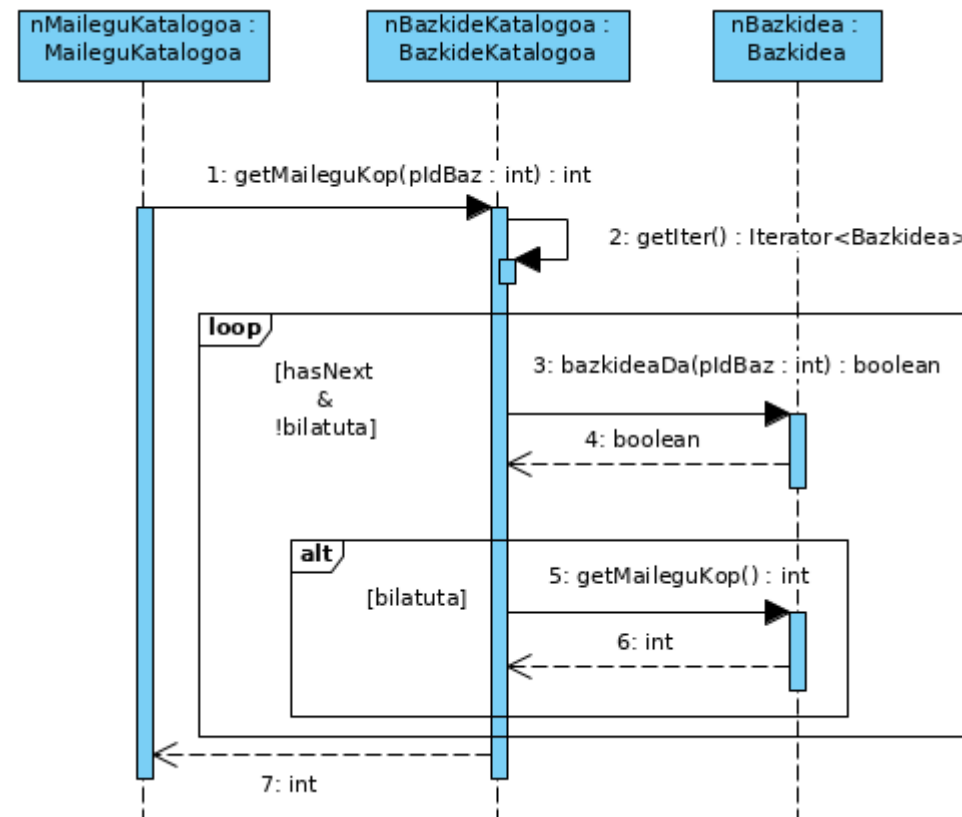 nMaileguKatalogoa :
MaileguKatalogoa
nBazkideKatalogoa :
BazkideKatalogoa
nBazkidea :
Bazkidea
1: getMaileguKop(pIdBaz : int) : int
2: getIter() : Iterator<Bazkidea>
loop
[hasNext
&
!bilatuta]
3: bazkideaDa(pIdBaz : int) : boolean
4: boolean
alt
[bilatuta]
5: getMaileguKop() : int
6: int
7: int